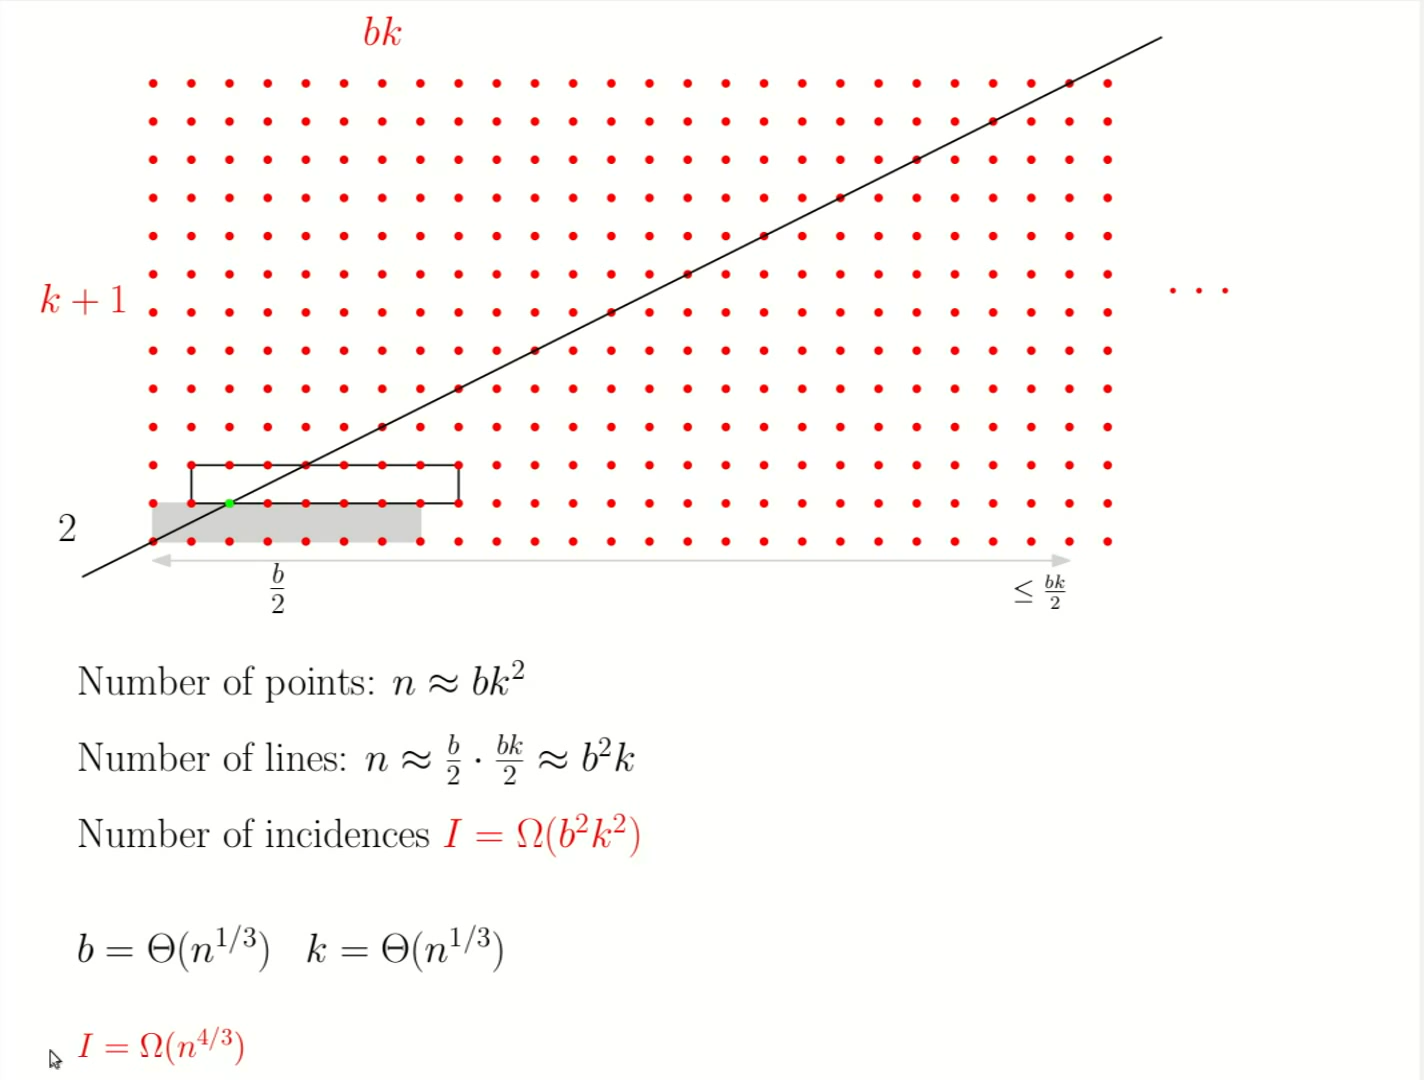 bk
k + 1
· · ·
2
b/2
≤ bk/2
Number of points: n ≈ bk²
Number of lines: n ≈ b/2 · bk/2 ≈ b²k
Number of incidences I = Ω(b²k²)
b = Θ(n^{1/3}) k = Θ(n^{1/3})
I = Ω(n^{4/3})